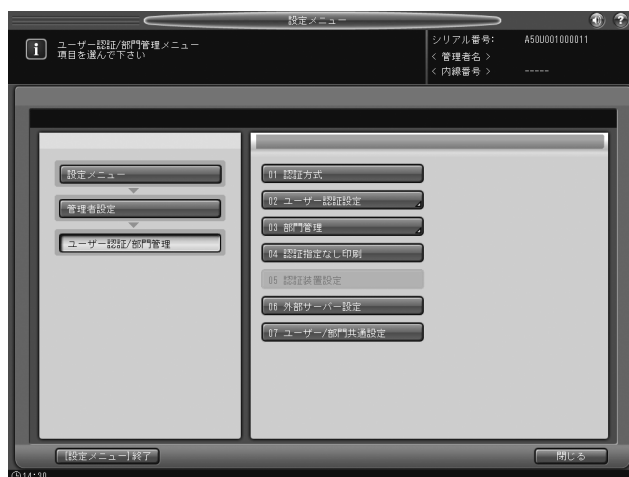 設定メニュー
ユーザー認証/部門管理メニュー
項目を選んで下さい
シリアル番号: A50U001000011
< 管理者名 >
< 内線番号 > -----
設定メニュー
管理者設定
ユーザー認証/部門管理
01 認証方式
02 ユーザー認証設定
03 部門管理
04 認証指定なし印刷
05 認証装置設定
06 外部サーバー設定
07 ユーザー/部門共通設定
[設定メニュー]終了
閉じる